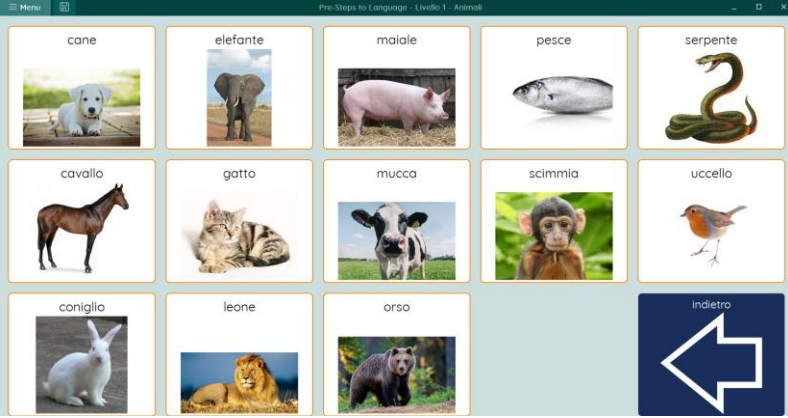 Menu
Pre-Steps to Language - Livello 1 - Animali
cane
elefante
maiale
pesce
serpente
cavallo
gatto
mucca
scimmia
uccello
coniglio
leone
orso
indietro